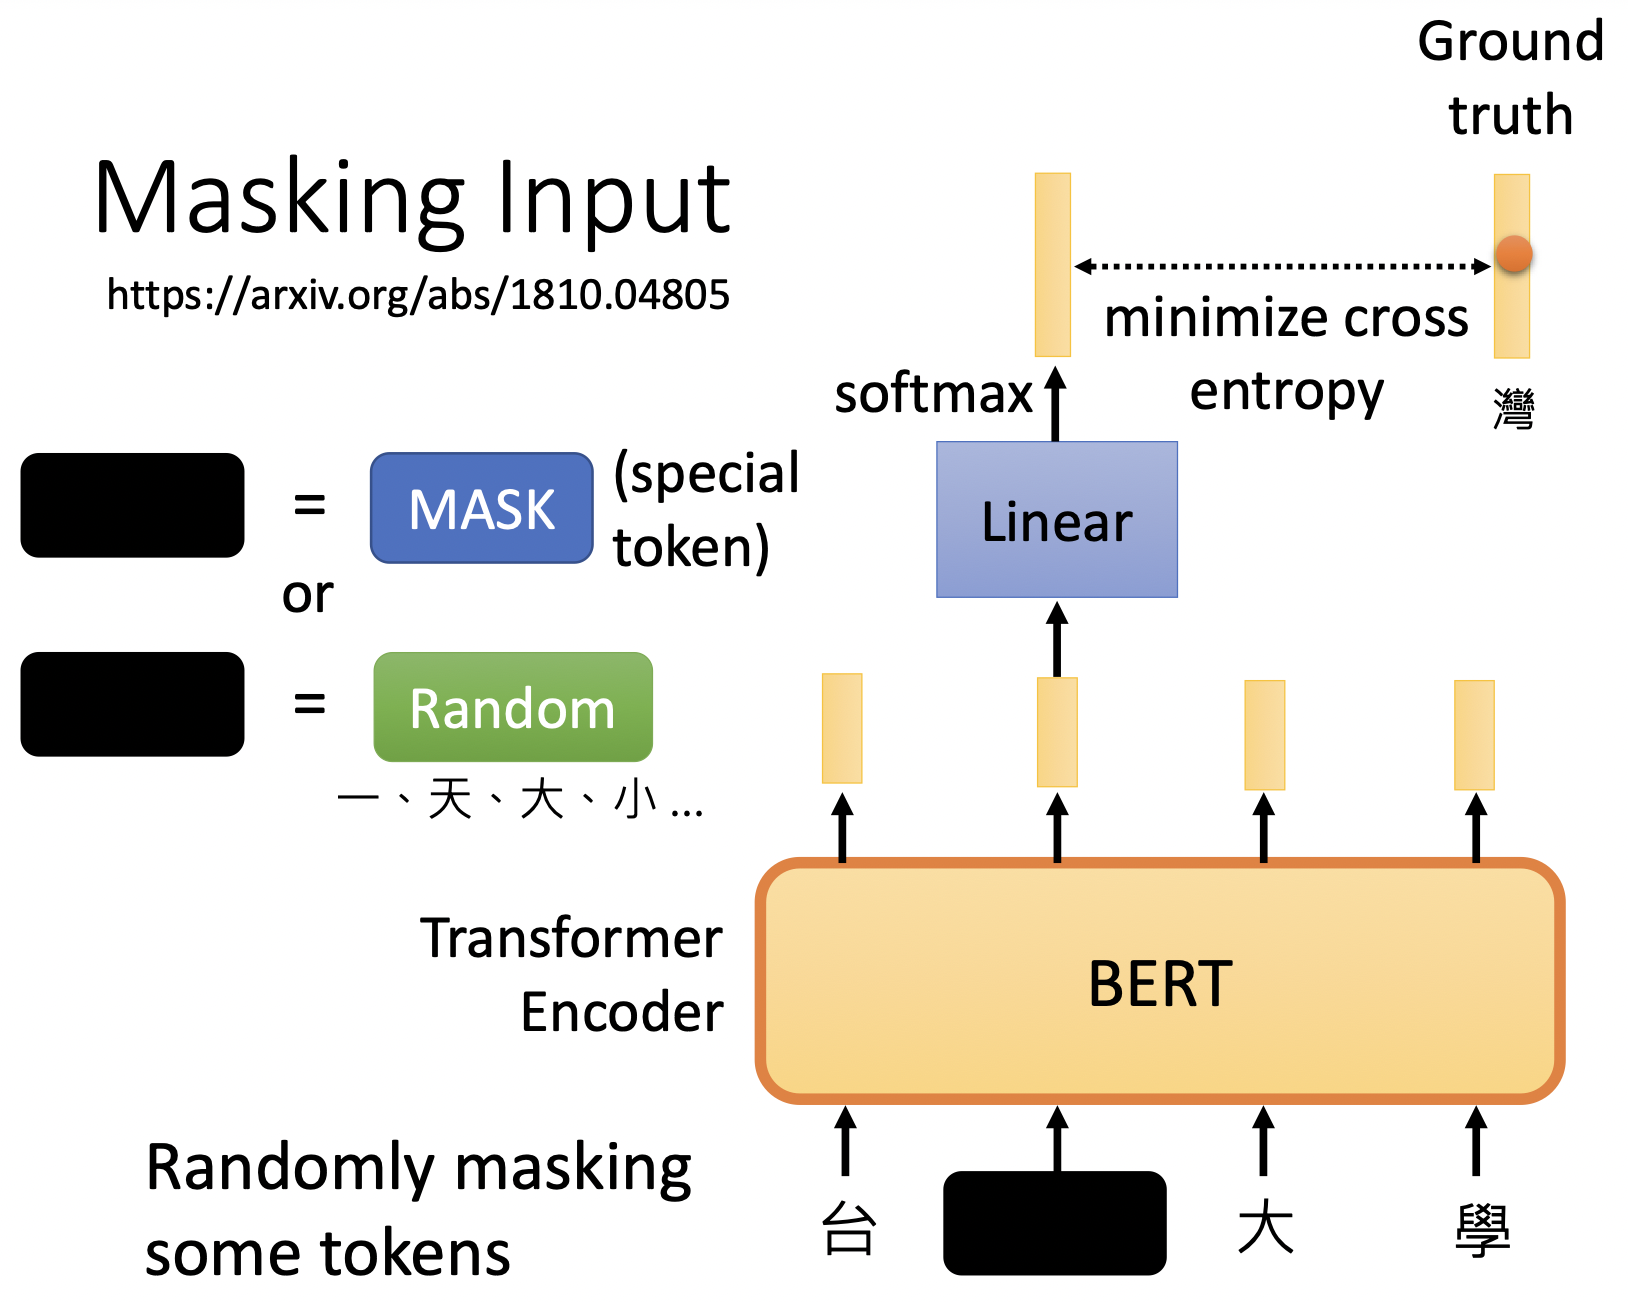 Masking Input
https://arxiv.org/abs/1810.04805
Ground
truth
minimize cross
entropy
softmax
灣
Linear
=
MASK
(special
token)
or
=
Random
一、天、大、小...
Transformer
Encoder
BERT
Randomly masking
some tokens
台
大
學